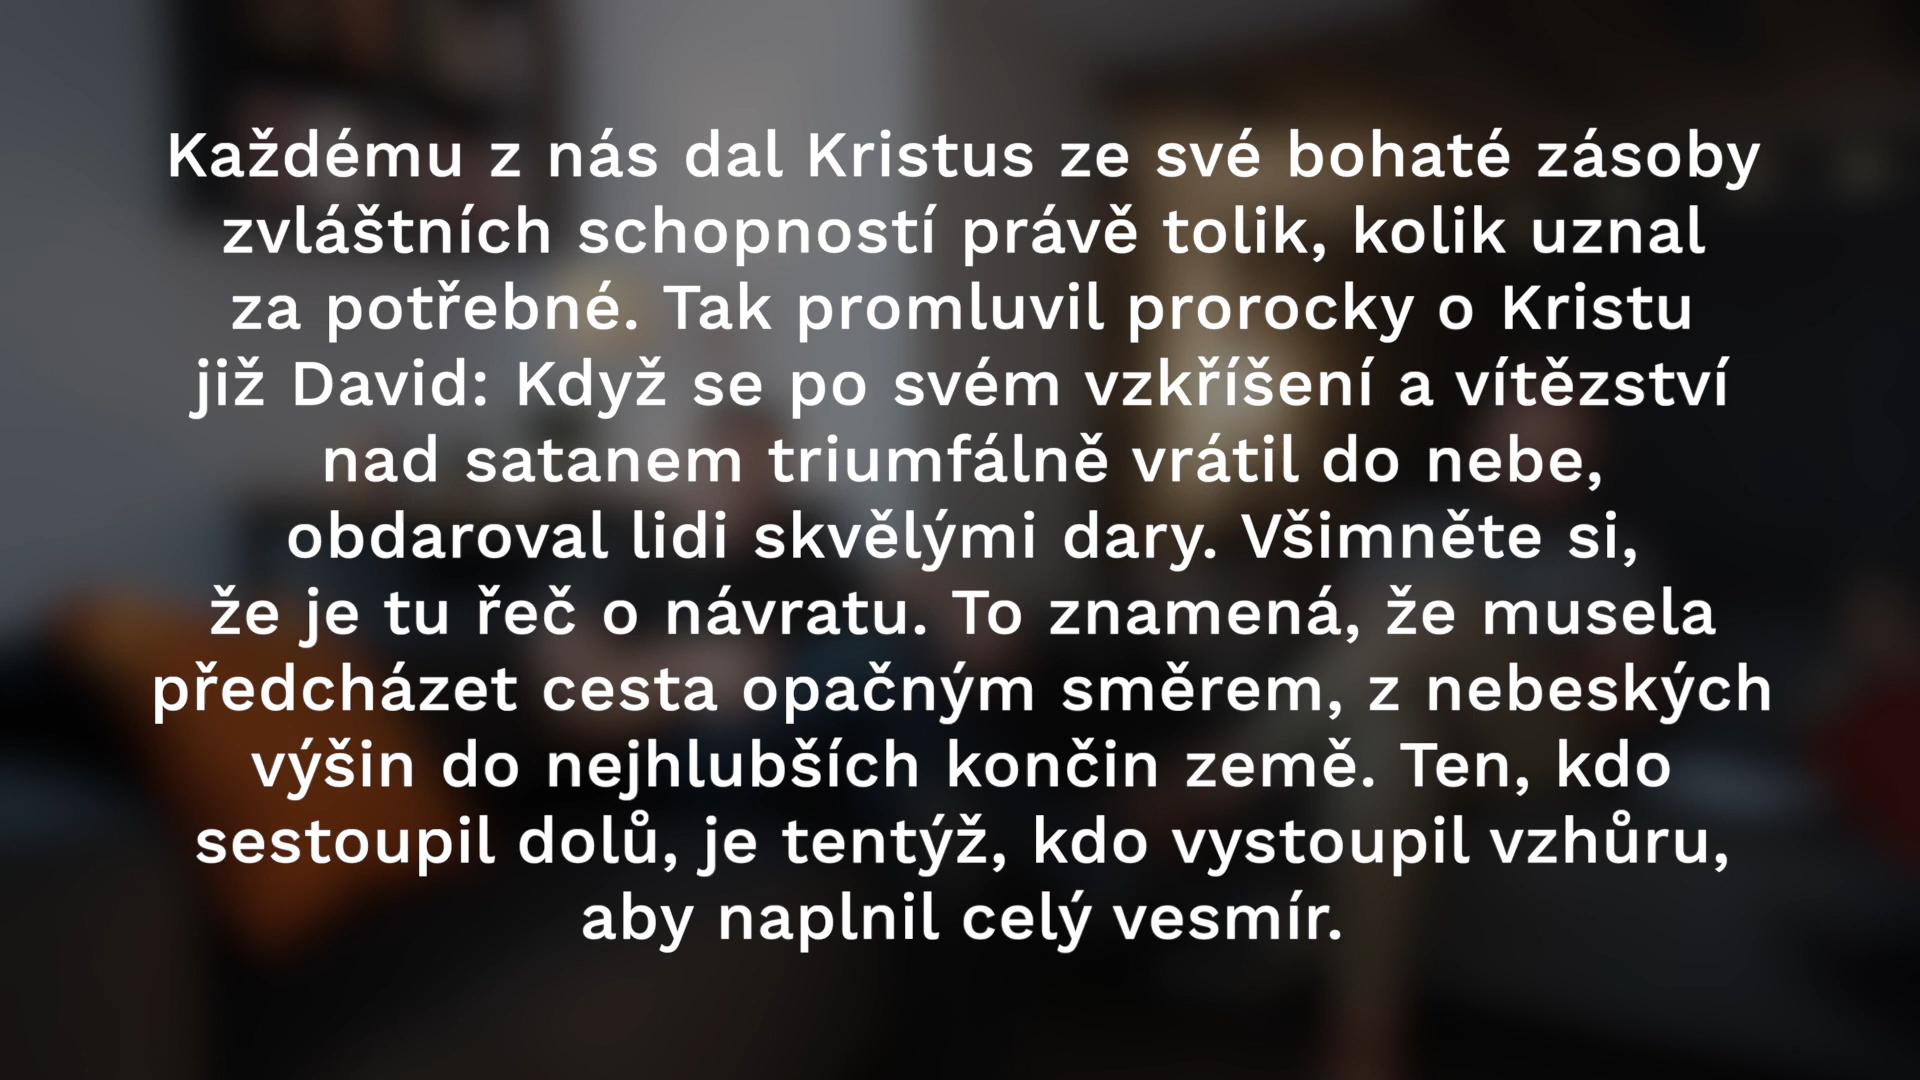 Každému z nás dal Kristus ze své bohaté zásoby
zvláštních schopností právě tolik, kolik uznal
za potřebné. Tak promluvil prorocky o Kristu
již David: Když se po svém vzkříšení a vítězství
nad satanem triumfálně vrátil do nebe,
obdaroval lidi skvělými dary. Všimněte si,
že je tu řeč o návratu. To znamená, že musela
předcházet cesta opačným směrem, z nebeských
výšin do nejhlubších končin země. Ten, kdo
sestoupil dolů, je tentýž, kdo vystoupil vzhůru,
aby naplnil celý vesmír.